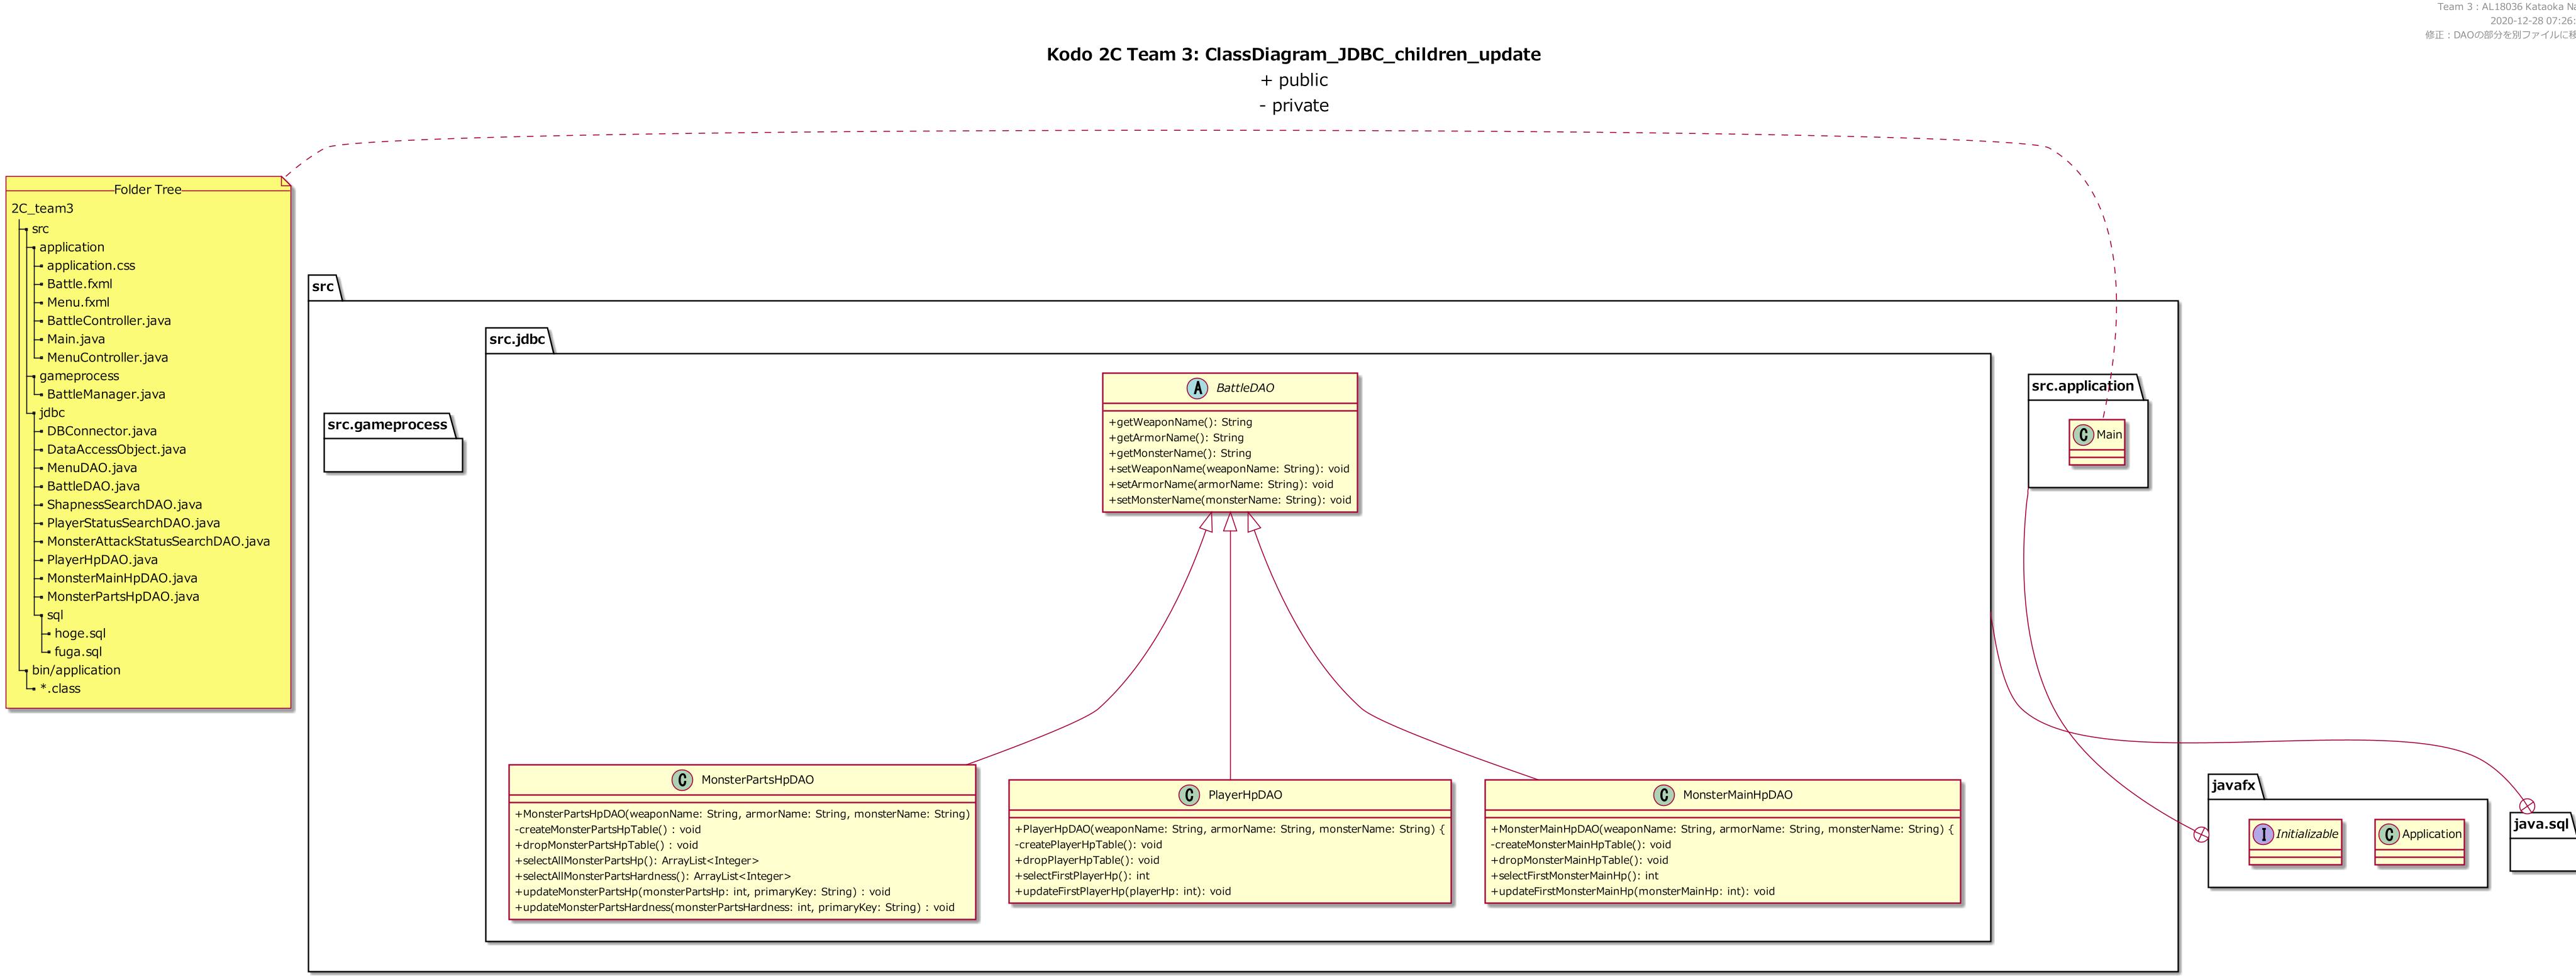 Team 3 : AL18036 Kataoka
2020-12-28 07:26:
修正：DAOの部分を別ファイルに
Kodo 2C Team 3: ClassDiagram_JDBC_children_update
+ public
- private
Folder Tree
2C_team3
src
application
application.css
Battle.fxml
Menu.fxml
BattleController.java
Main.java
MenuController.java
gameprocess
BattleManager.java
jdbc
DBConnector.java
DataAccessObject.java
MenuDAO.java
BattleDAO.java
ShapnessSearchDAO.java
PlayerStatusSearchDAO.java
MonsterAttackStatusSearchDAO.java
PlayerHpDAO.java
MonsterMainHpDAO.java
MonsterPartsHpDAO.java
sql
hoge.sql
fuga.sql
bin/application
*.class
src
src.gameprocess
src.jdbc
A BattleDAO
+getWeaponName(): String
+getArmorName(): String
+getMonsterName(): String
+setWeaponName(weaponName: String): void
+setArmorName(armorName: String): void
+setMonsterName(monsterName: String): void
C MonsterPartsHpDAO
+MonsterPartsHpDAO(weaponName: String, armorName: String, monsterName: String)
-createMonsterPartsHpTable() : void
+dropMonsterPartsHpTable() : void
+selectAllMonsterPartsHp(): ArrayList<Integer>
+selectAllMonsterPartsHardness(): ArrayList<Integer>
+updateMonsterPartsHp(monsterPartsHp: int, primaryKey: String) : void
+updateMonsterPartsHardness(monsterPartsHardness: int, primaryKey: String) : void
C PlayerHpDAO
+PlayerHpDAO(weaponName: String, armorName: String, monsterName: String) {
-createPlayerHpTable(): void
+dropPlayerHpTable(): void
+selectFirstPlayerHp(): int
+updateFirstPlayerHp(playerHp: int): void
C MonsterMainHpDAO
+MonsterMainHpDAO(weaponName: String, armorName: String, monsterName: String) {
-createMonsterMainHpTable(): void
+dropMonsterMainHpTable(): void
+selectFirstMonsterMainHp(): int
+updateFirstMonsterMainHp(monsterMainHp: int): void
src.application
C Main
javafx
I Initializable
C Application
java.sql